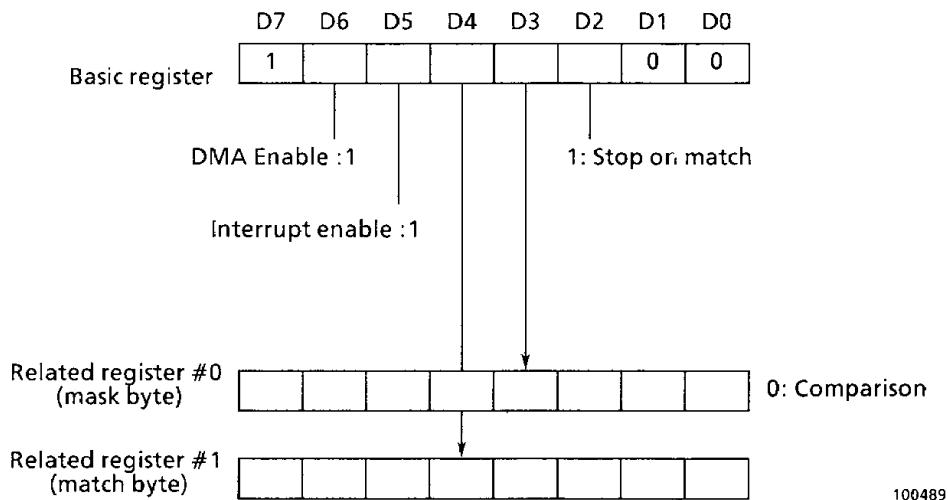 D7 D6 D5 D4 D3 D2 D1 D0
Basic register 1 0 0
DMA Enable :1 1: Stop on match
Interrupt enable :1
Related register #0
(mask byte)
0: Comparison
Related register #1
(match byte)
100489